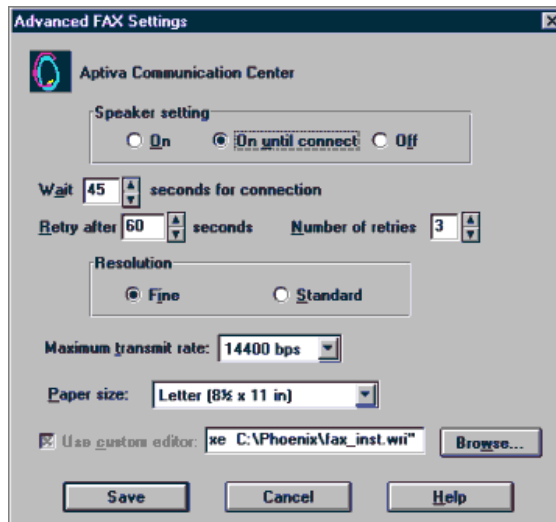 Advanced FAX Settings
Aptiva Communication Center
Speaker setting
On On until connect Off
Wait 45 seconds for connection
Retry after 60 seconds Number of retries 3
Resolution
Fine Standard
Maximum transmit rate: 14400 bps
Paper size: Letter (8½ x 11 in)
Use custom editor: xe C:\Phoenix\fax_inst.wri" Browse...
Save Cancel Help